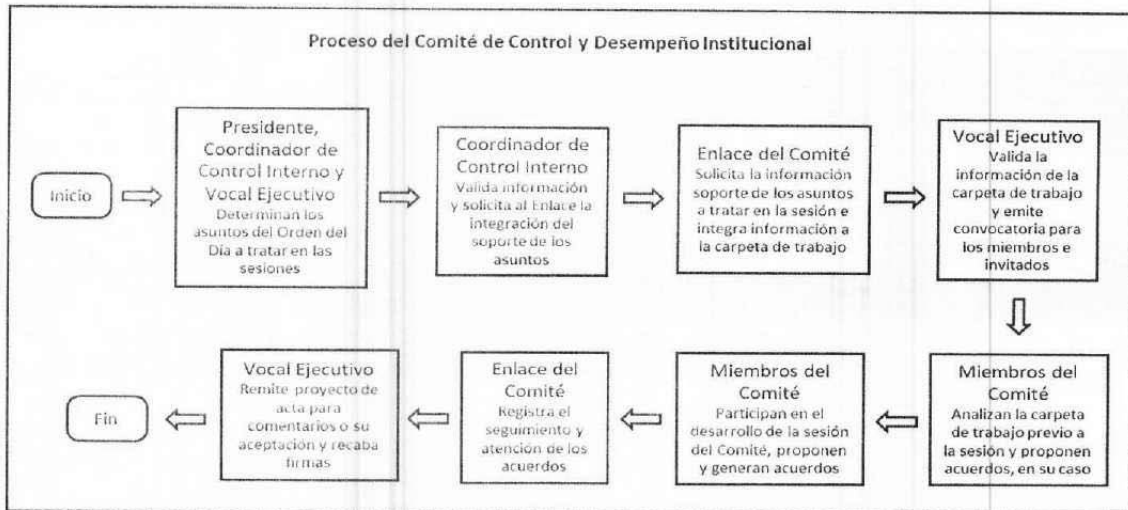 Proceso del Comité de Control y Desempeño Institucional
Inicio
Presidente,
Coordinador de
Control Interno y
Vocal Ejecutivo
Determinan los
asuntos del Orden del
Día a tratar en las
sesiones
Coordinador de
Control Interno
Valida información
y solicita al Enlace la
integración del
soporte de los
asuntos
Enlace del Comité
Solicita la información
soporte de los asuntos
a tratar en la sesión e
integra información a
la carpeta de trabajo
Vocal Ejecutivo
Valida la
información de la
carpeta de trabajo
y emite
convocatoria para
los miembros e
invitados
Miembros del
Comité
Analizan la carpeta
de trabajo previo a
la sesión y proponen
acuerdos, en su caso
Miembros del
Comité
Participan en el
desarrollo de la sesión
del Comité, proponen
y generan acuerdos
Enlace del
Comité
Registra el
seguimiento y
atención de los
acuerdos
Vocal Ejecutivo
Remite proyecto de
acta para
comentarios o su
aceptación y recaba
firmas
Fin